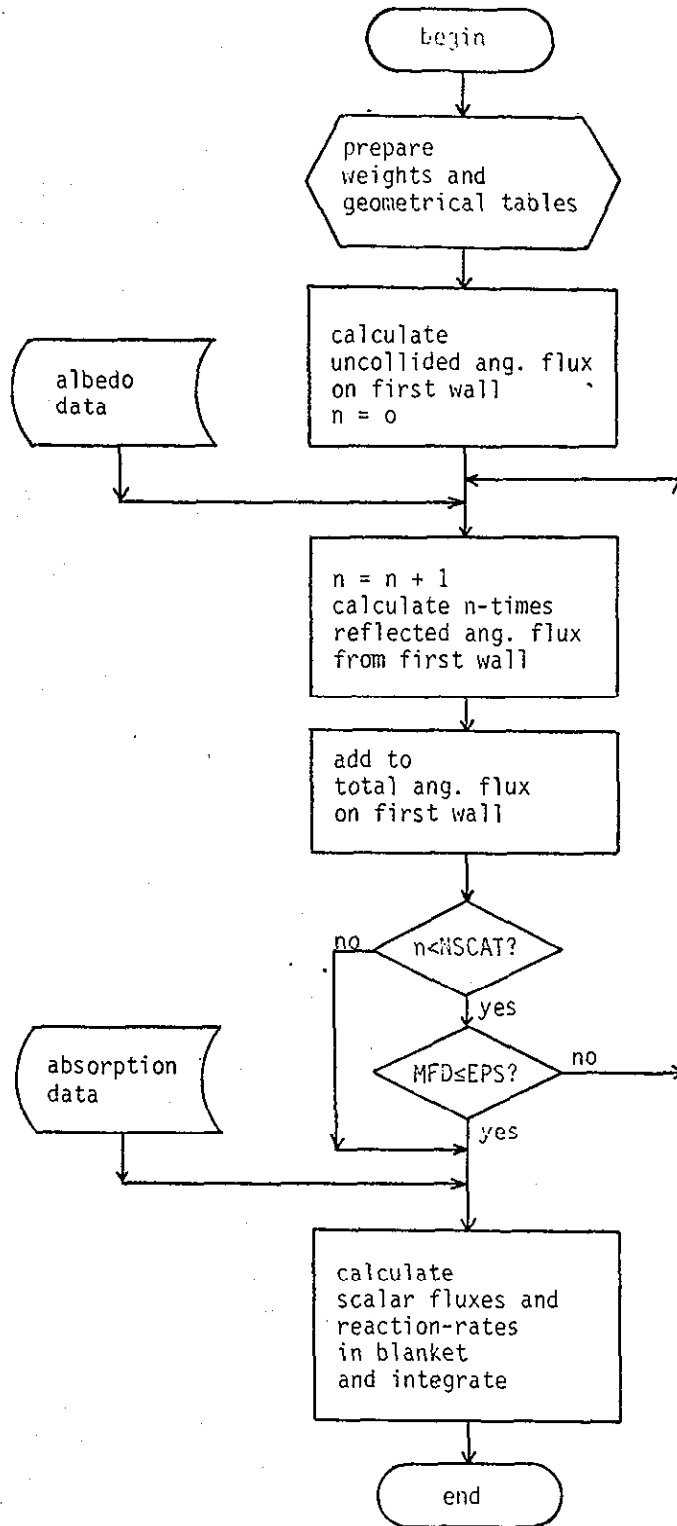 begin
prepare
weights and
geometrical tables
calculate
uncollided ang. flux
on first wall
n = o
albedo
data
n = n + 1
calculate n-times
reflected ang. flux
from first wall
add to
total ang. flux
on first wall
n<NSCAT?
no
yes
absorption
data
MFD≤EPS?
no
yes
calculate
scalar fluxes and
reaction-rates
in blanket
and integrate
end